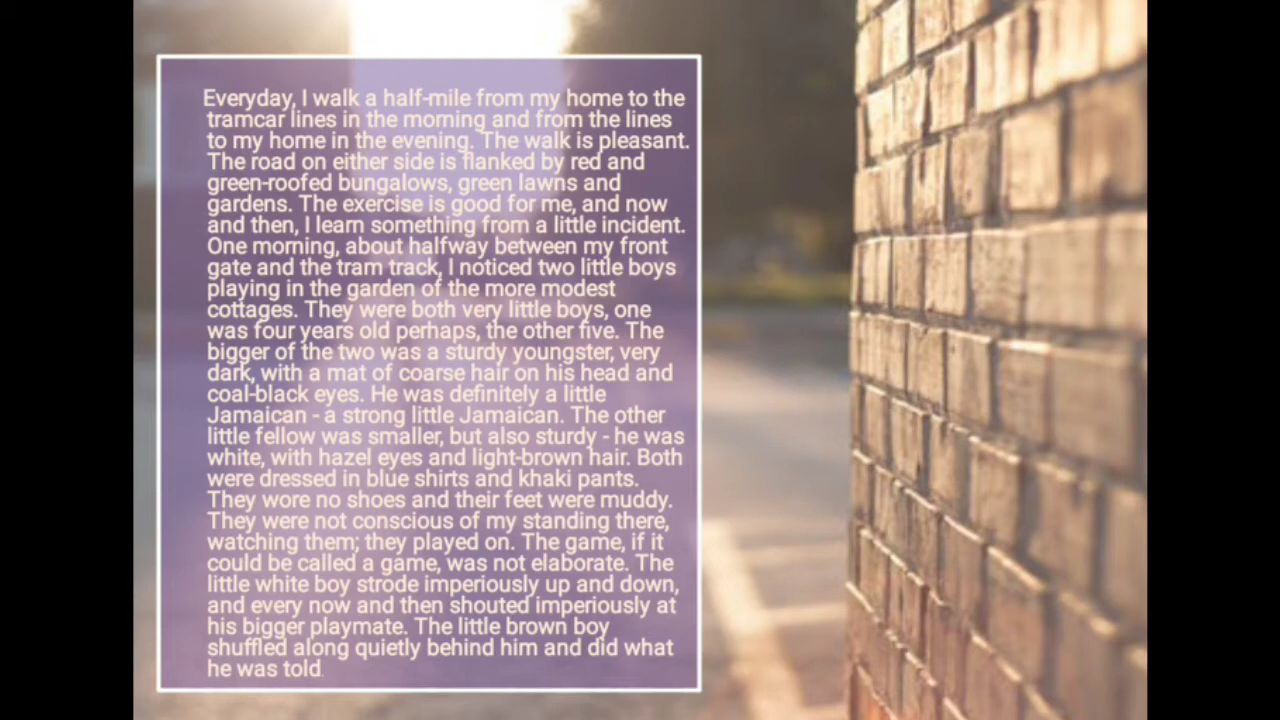 Everyday, I walk a half-mile from my home to the
tramcar lines in the morning and from the lines
to my home in the evening. The walk is pleasant.
The road on either side is flanked by red and
green-roofed bungalows, green lawns and
gardens. The exercise is good for me, and now
and then, I learn something from a little incident.
One morning, about halfway between my front
gate and the tram track, I noticed two little boys
playing in the garden of the more modest
cottages. They were both very little boys, one
was four years old perhaps, the other five. The
bigger of the two was a sturdy youngster, very
dark, with a mat of coarse hair on his head and
coal-black eyes. He was definitely a little
Jamaican - a strong little Jamaican. The other
little fellow was smaller, but also sturdy - he was
white, with hazel eyes and light-brown hair. Both
were dressed in blue shirts and khaki pants.
They wore no shoes and their feet were muddy.
They were not conscious of my standing there,
watching them; they played on. The game, if it
could be called a game, was not elaborate. The
little white boy strode imperiously up and down,
and every now and then shouted imperiously at
his bigger playmate. The little brown boy
shuffled along quietly behind him and did what
he was told.